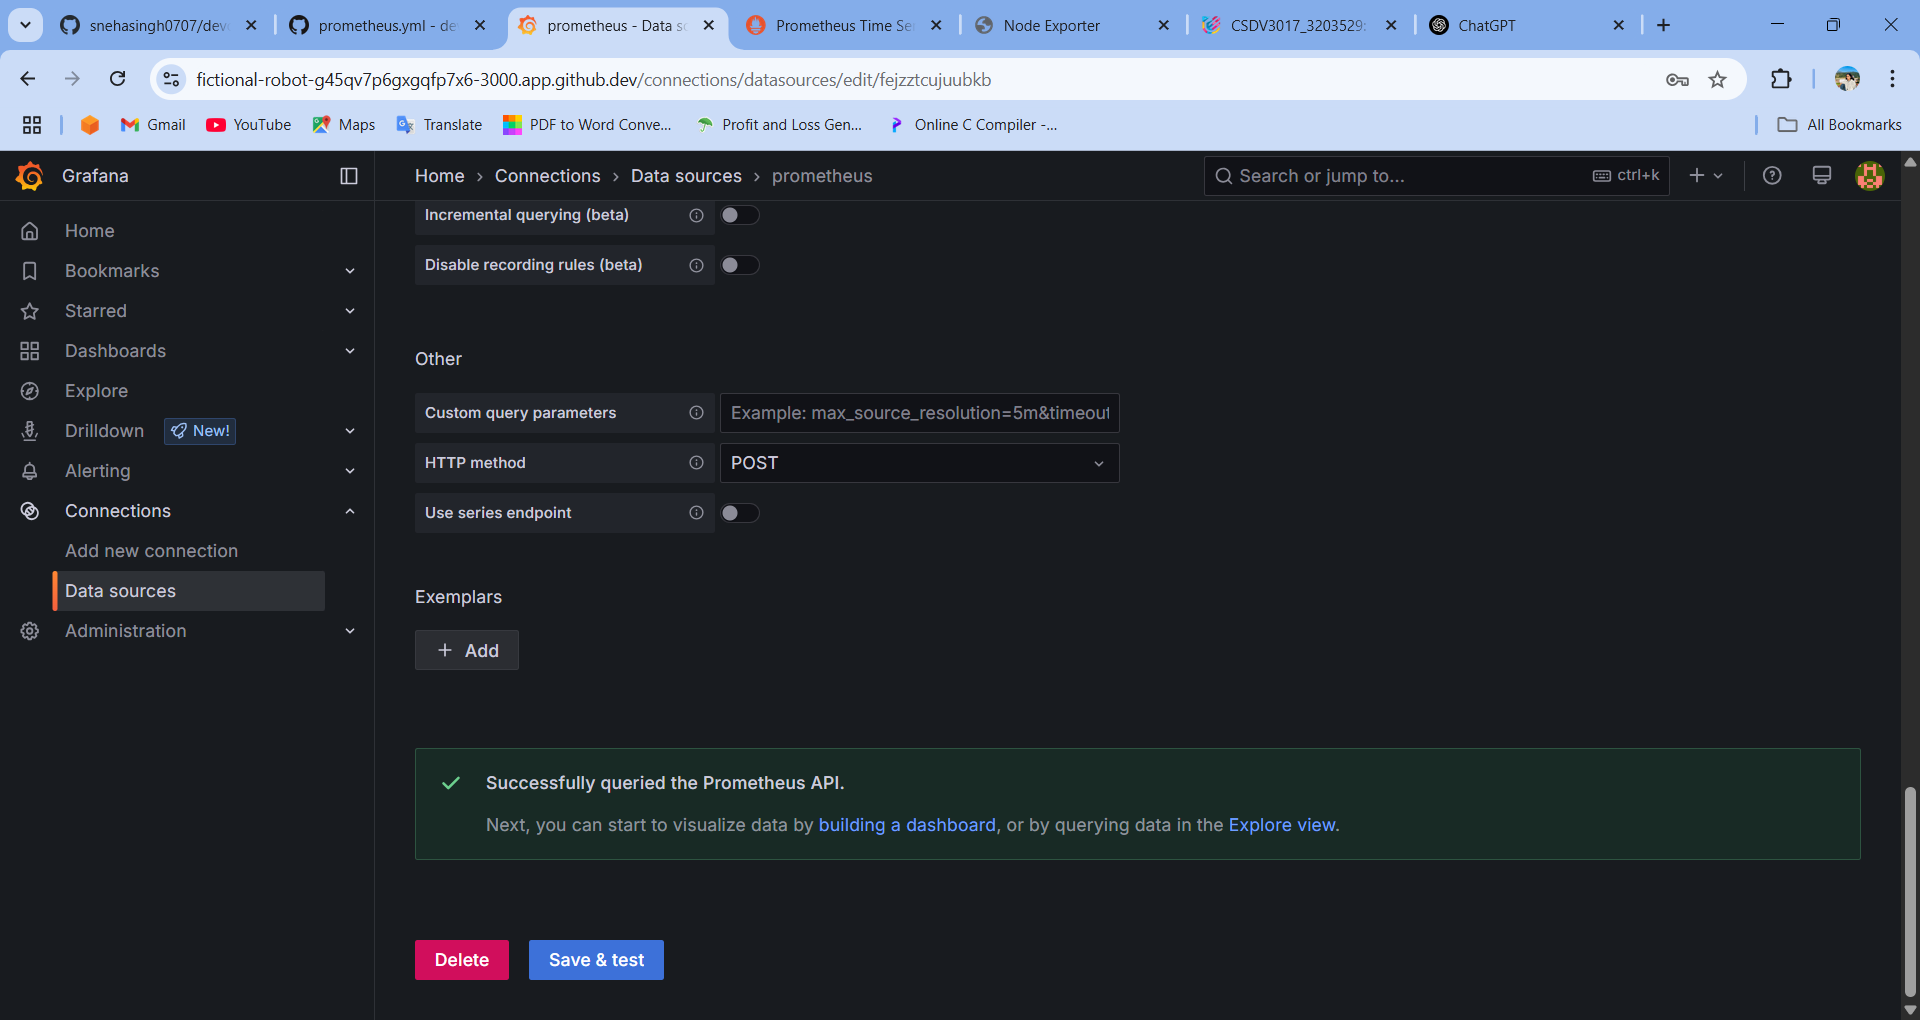 snehasingh0707/dev
prometheus.yml - de
prometheus - Data so
Prometheus Time Se
Node Exporter
CSDV3017_3203529:
ChatGPT
fictional-robot-g45qv7p6gxgqfp7x6-3000.app.github.dev/connections/datasources/edit/fejzztcujuubkb
Gmail
YouTube
Maps
Translate
PDF to Word Conve...
Profit and Loss Gen...
Online C Compiler -...
All Bookmarks
Grafana
Home › Connections › Data sources › prometheus
Search or jump to...
ctrl+k
Home
Bookmarks
Starred
Dashboards
Explore
Drilldown
New!
Alerting
Connections
Add new connection
Data sources
Administration
Incremental querying (beta)
Disable recording rules (beta)
Other
Custom query parameters
Example: max_source_resolution=5m&timeout
HTTP method
POST
Use series endpoint
Exemplars
+ Add
Successfully queried the Prometheus API.
Next, you can start to visualize data by building a dashboard, or by querying data in the Explore view.
Delete
Save & test